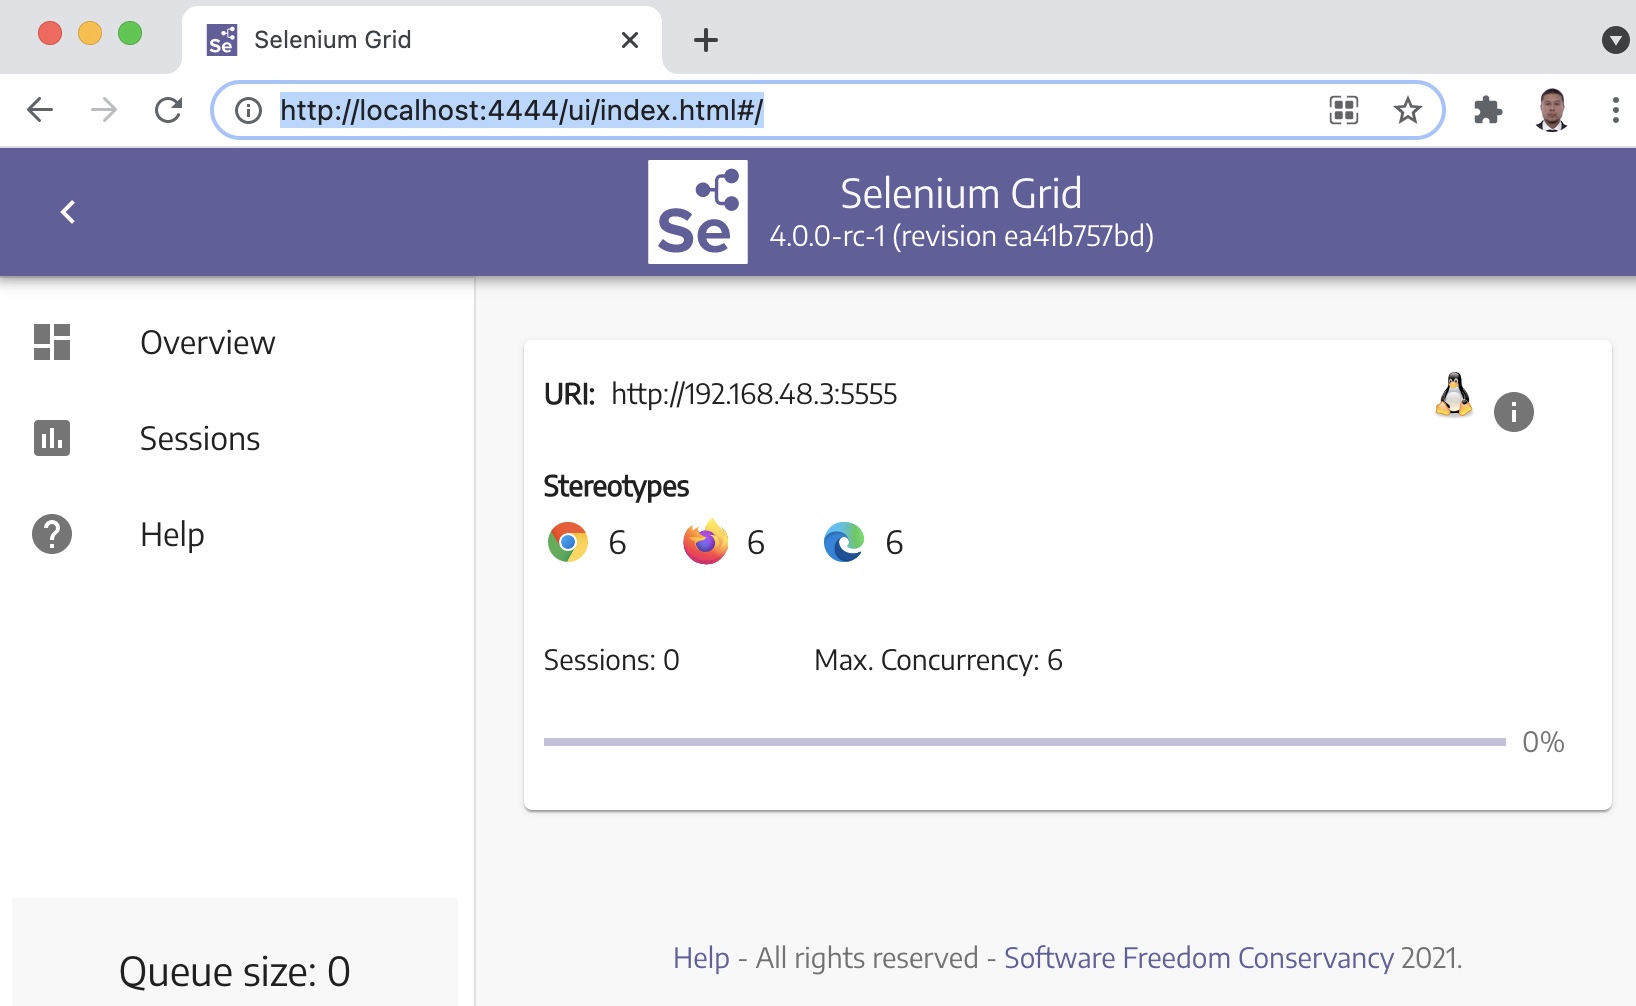 Se Selenium Grid
http://localhost:4444/ui/index.html#/
Se
Selenium Grid
4.0.0-rc-1 (revision ea41b757bd)
Overview
Sessions
Help
Queue size: 0
URI: http://192.168.48.3:5555
Stereotypes
6 6 6
Sessions: 0 Max. Concurrency: 6
0%
Help - All rights reserved - Software Freedom Conservancy 2021.